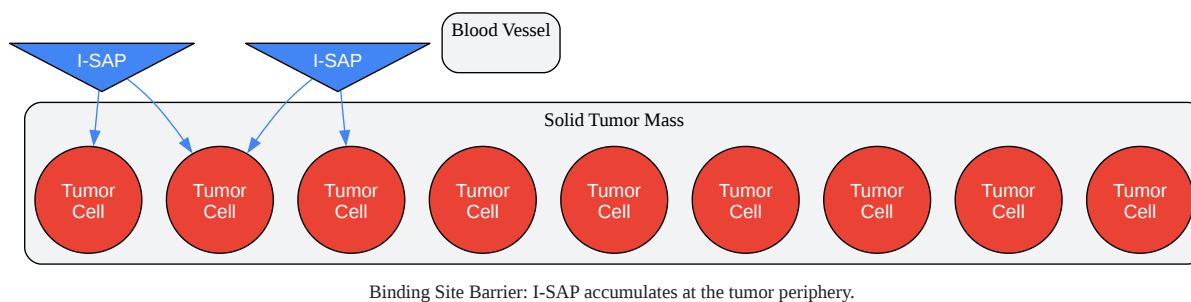 Blood Vessel
I-SAP
I-SAP
Solid Tumor Mass
Tumor
Cell
Tumor
Cell
Tumor
Cell
Tumor
Cell
Tumor
Cell
Tumor
Cell
Tumor
Cell
Tumor
Cell
Tumor
Cell
Binding Site Barrier: I-SAP accumulates at the tumor periphery.